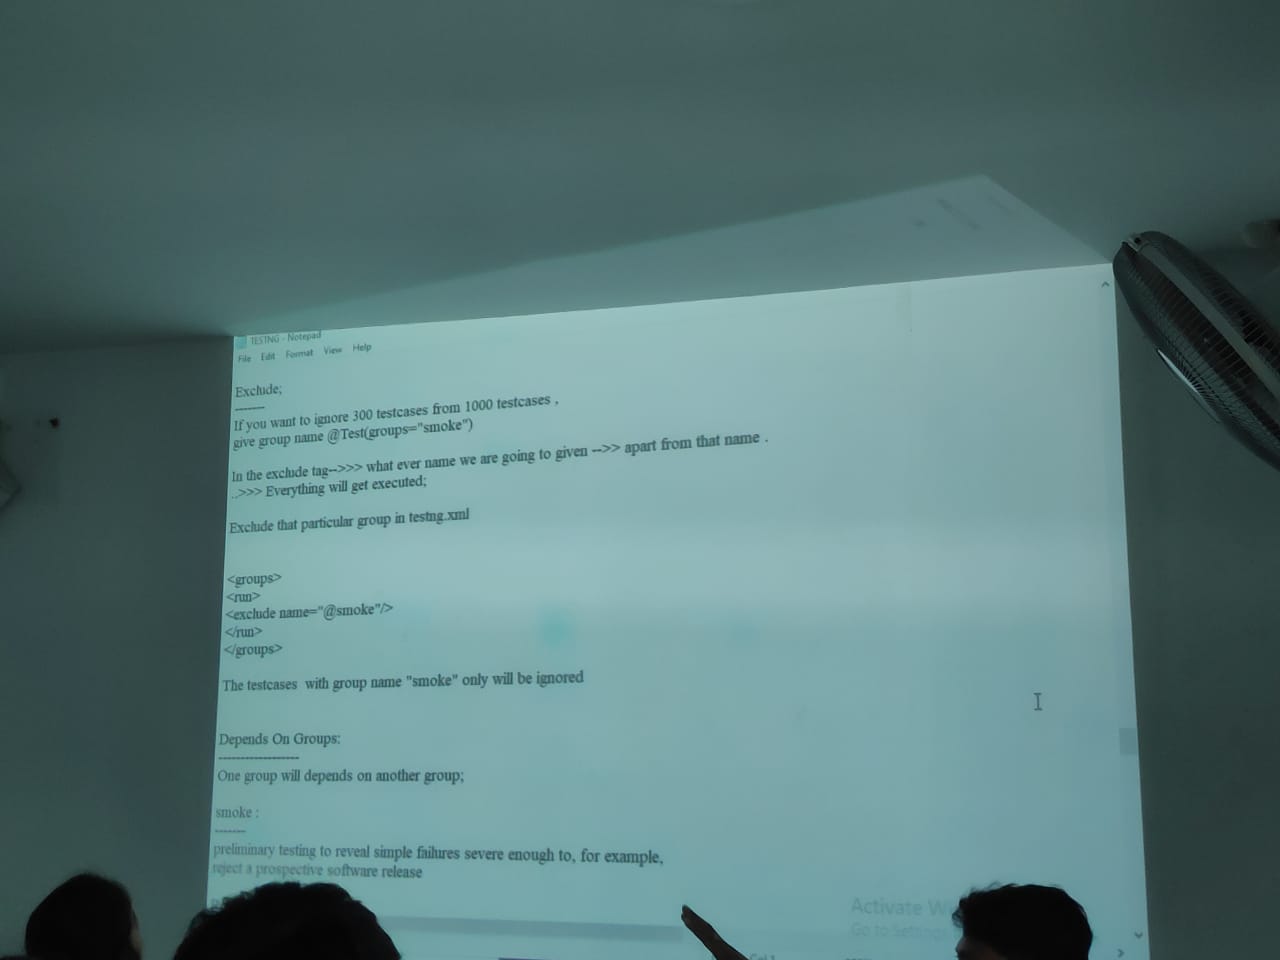 TESTNG - Notepad
File Edit Format View Help
Exclude;
-------
If you want to ignore 300 testcases from 1000 testcases ,
give group name @Test(groups="smoke")
In the exclude tag-->>> what ever name we are going to given -->> apart from that name .
..>>> Everything will get executed;
Exclude that particular group in testng.xml
<groups>
<run>
<exclude name="@smoke"/>
</run>
</groups>
The testcases with group name "smoke" only will be ignored
Depends On Groups:
------------------
One group will depends on another group;
smoke :
-------
preliminary testing to reveal simple failures severe enough to, for example,
reject a prospective software release
Activate
Go to Settings